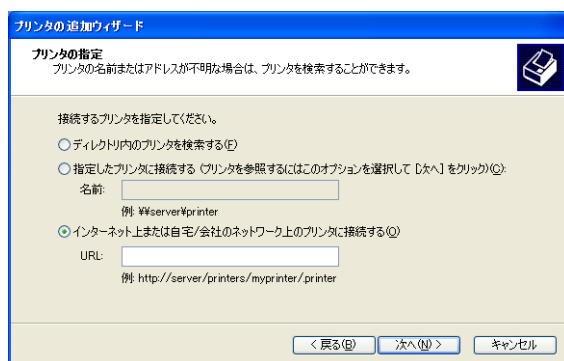 プリンタの追加ウィザード
プリンタの指定
プリンタの名前またはアドレスが不明な場合は、プリンタを検索することができます。
接続するプリンタを指定してください。
ディレクトリ内のプリンタを検索する(F)
指定したプリンタに接続する (プリンタを参照するにはこのオプションを選択して [次へ] をクリック)(C):
名前:
例: ¥¥server¥printer
インターネット上または自宅/会社のネットワーク上のプリンタに接続する(O)
URL:
例: http://server/printers/myprinter/.printer
< 戻る(B)
次へ(N) >
キャンセル